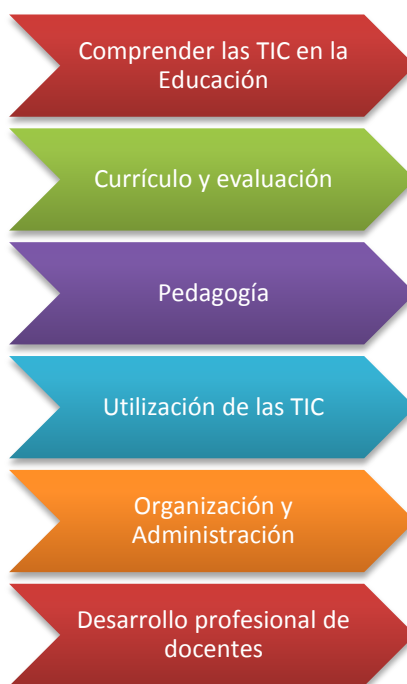 Comprender las TIC en la
Educación
Currículo y evaluación
Pedagogía
Utilización de las TIC
Organización y
Administración
Desarrollo profesional de
docentes